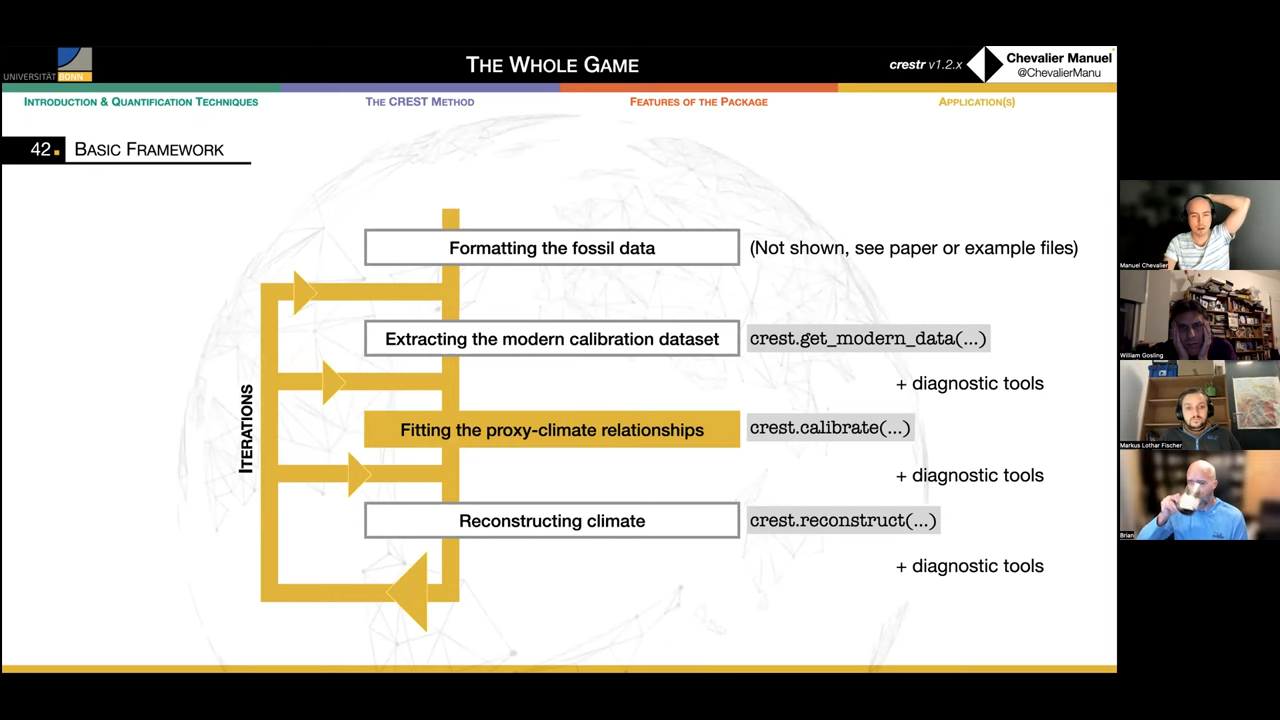 UNIVERSITÄT BONN
THE WHOLE GAME
crestr v1.2.x
Chevalier Manuel
@ChevalierManu
INTRODUCTION & QUANTIFICATION TECHNIQUES
THE CREST METHOD
FEATURES OF THE PACKAGE
APPLICATION(S)
42. BASIC FRAMEWORK
Formatting the fossil data
(Not shown, see paper or example files)
Extracting the modern calibration dataset
crest.get_modern_data(...)
+ diagnostic tools
ITERATIONS
Fitting the proxy-climate relationships
crest.calibrate(...)
+ diagnostic tools
Reconstructing climate
crest.reconstruct(...)
+ diagnostic tools
Manuel Chevalier
William Gosling
Markus Lothar Fischer
Brian